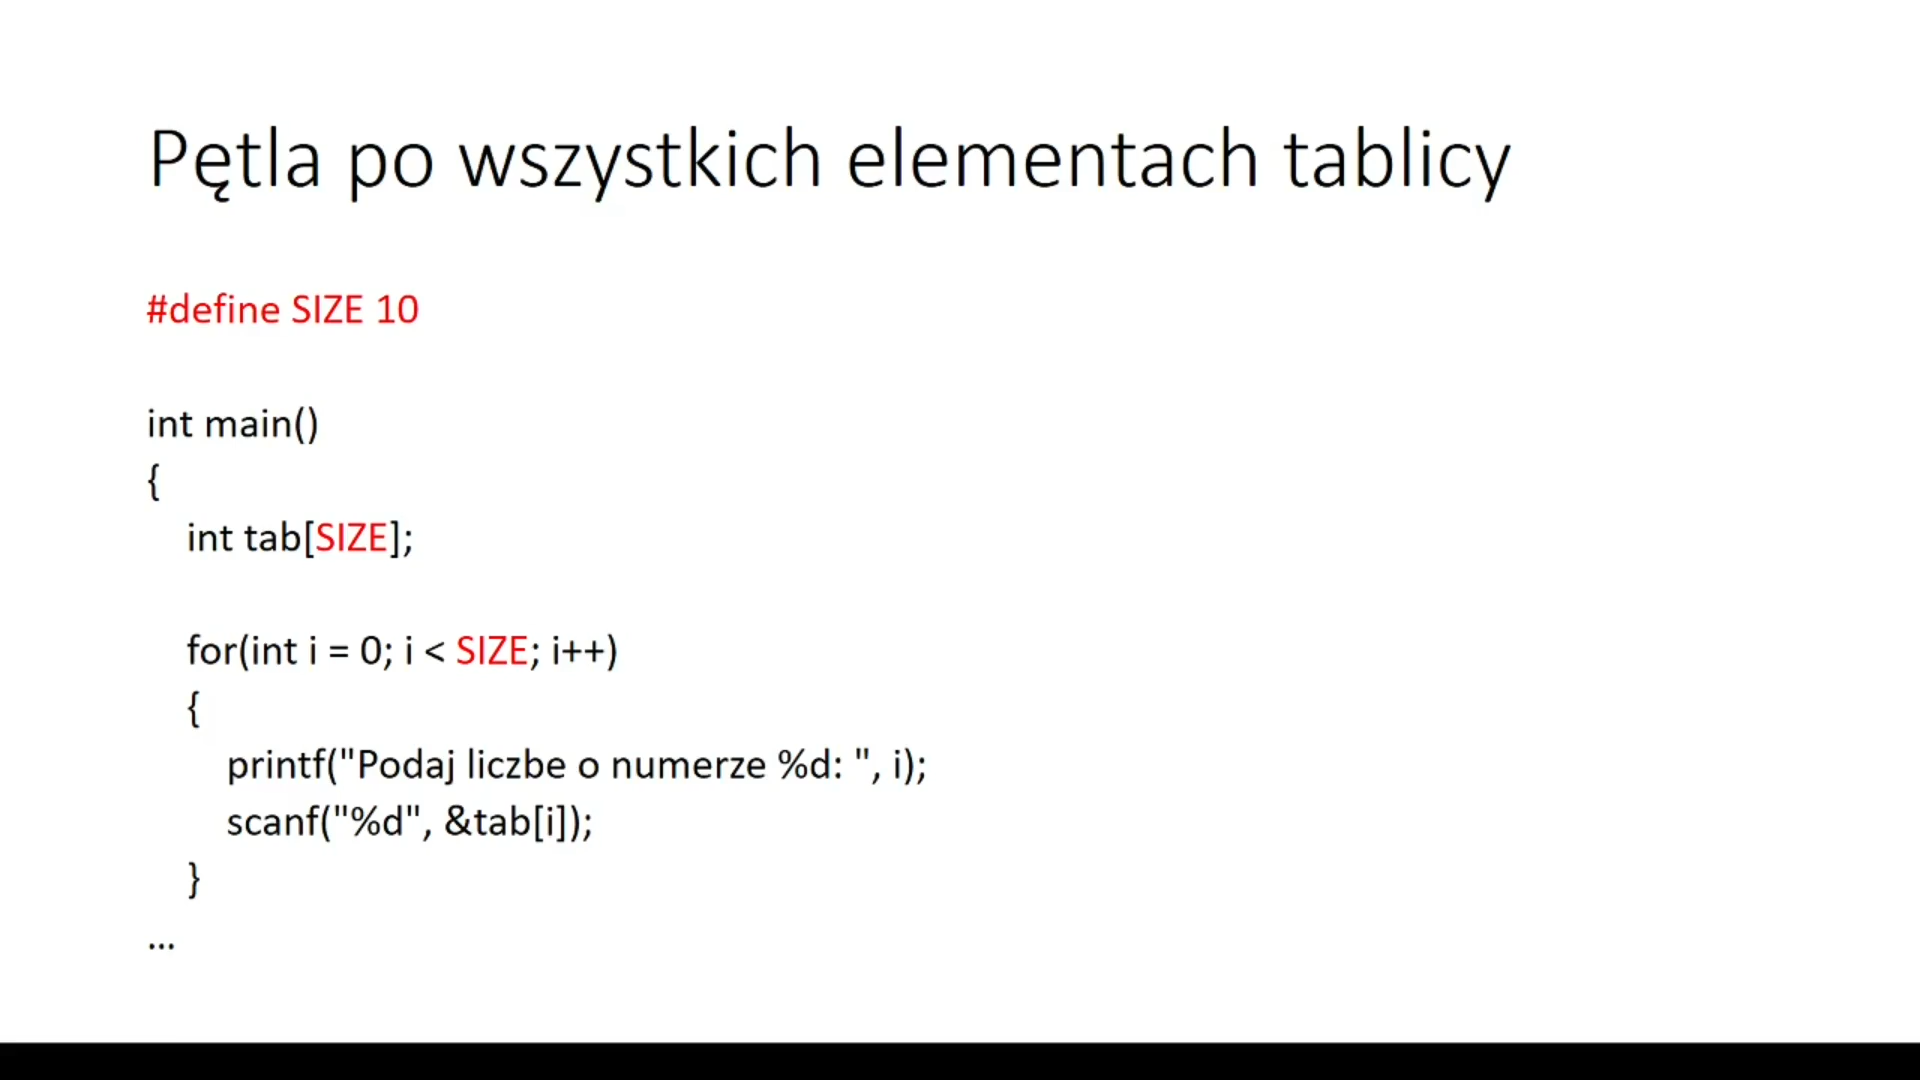 Pętla po wszystkich elementach tablicy
#define SIZE 10
int main()
{
int tab[SIZE];
for(int i = 0; i < SIZE; i++)
{
printf("Podaj liczbe o numerze %d: ", i);
scanf("%d", &tab[i]);
}
...